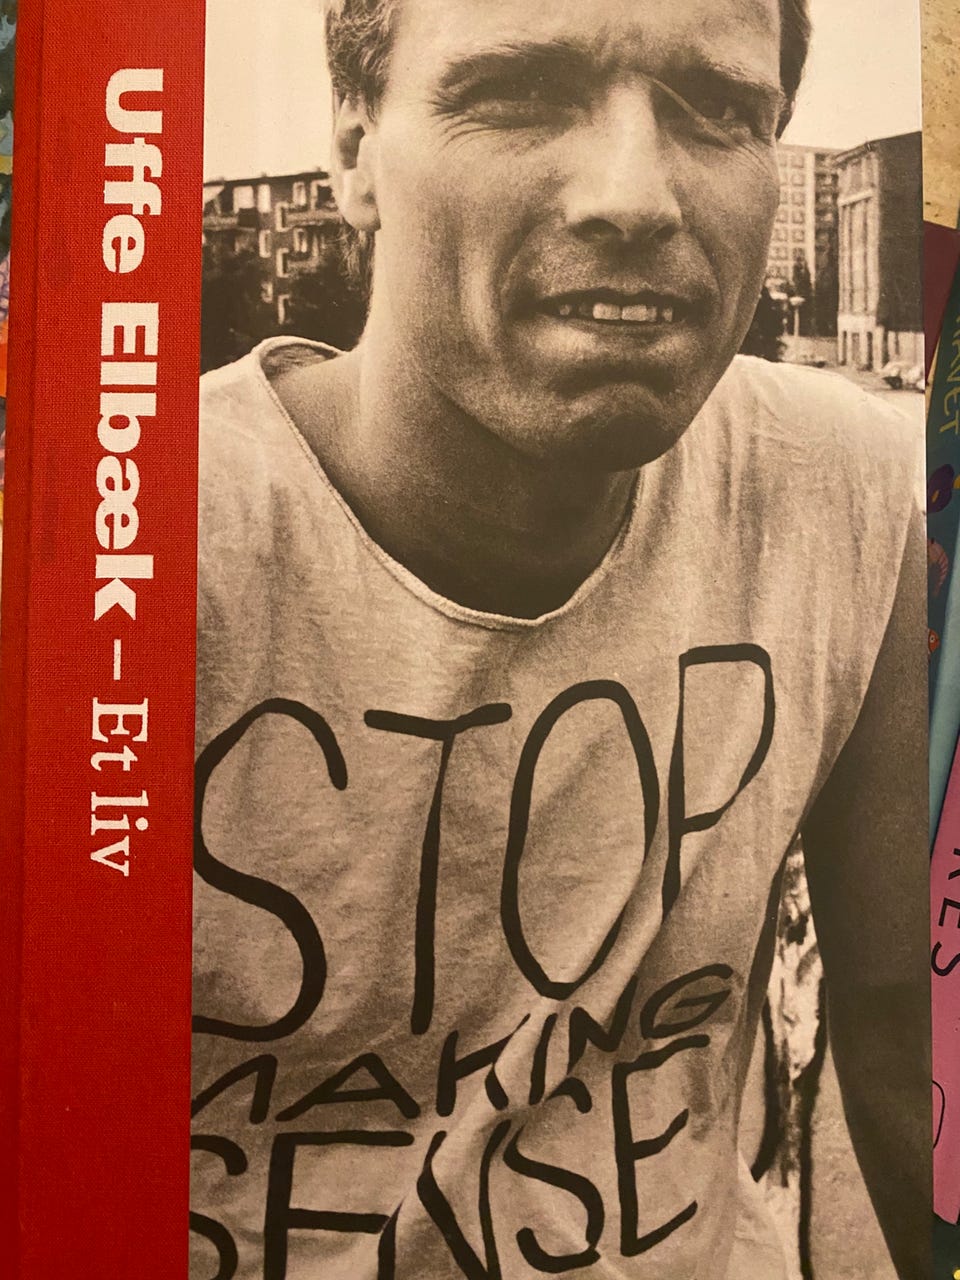 Uffe Elbæk – Et liv
STOP
MAKING
SENSE